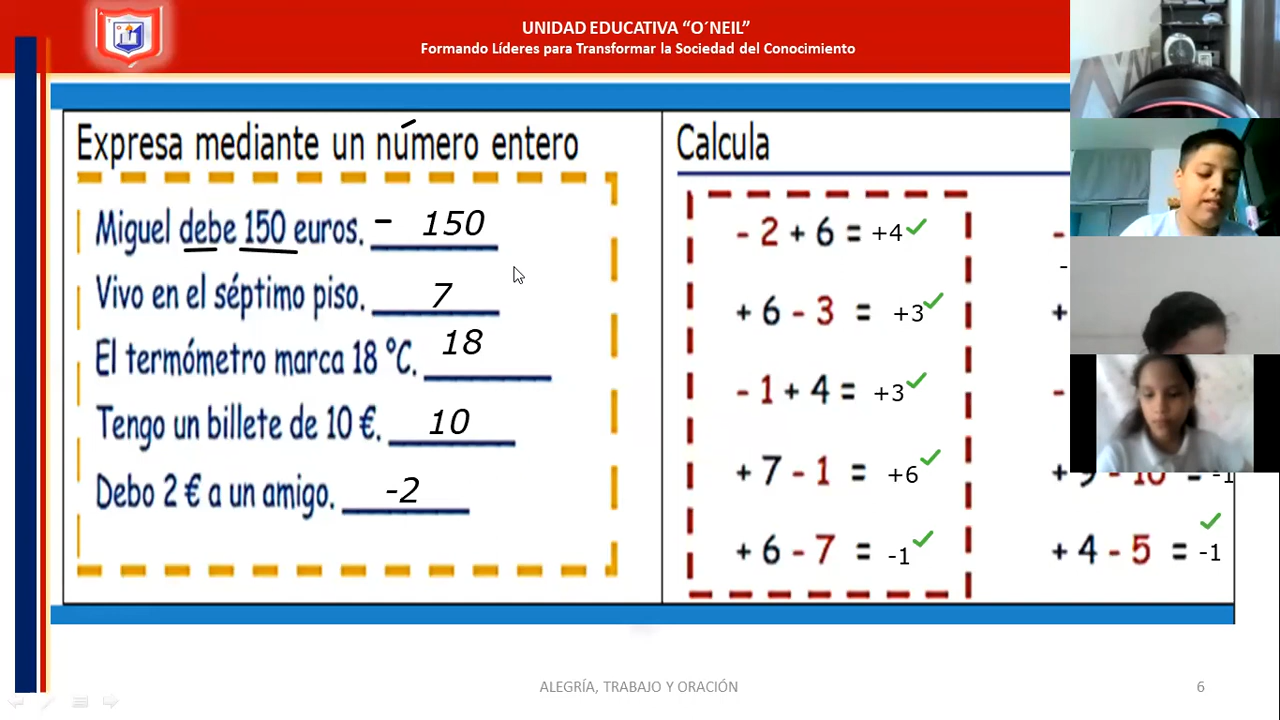 UNIDAD EDUCATIVA “O´NEIL”
Formando Líderes para Transformar la Sociedad del Conocimiento
Expresa mediante un número entero
Miguel debe 150 euros. - 150
Vivo en el séptimo piso. 7
El termómetro marca 18 °C. 18
Tengo un billete de 10 €. 10
Debo 2 € a un amigo. -2
Calcula
- 2 + 6 = +4
+ 6 - 3 = +3
- 1 + 4 = +3
+ 7 - 1 = +6
+ 6 - 7 = -1
-
-
+
-
+ 9 - 10 = -1
+ 4 - 5 = -1
ALEGRÍA, TRABAJO Y ORACIÓN
6